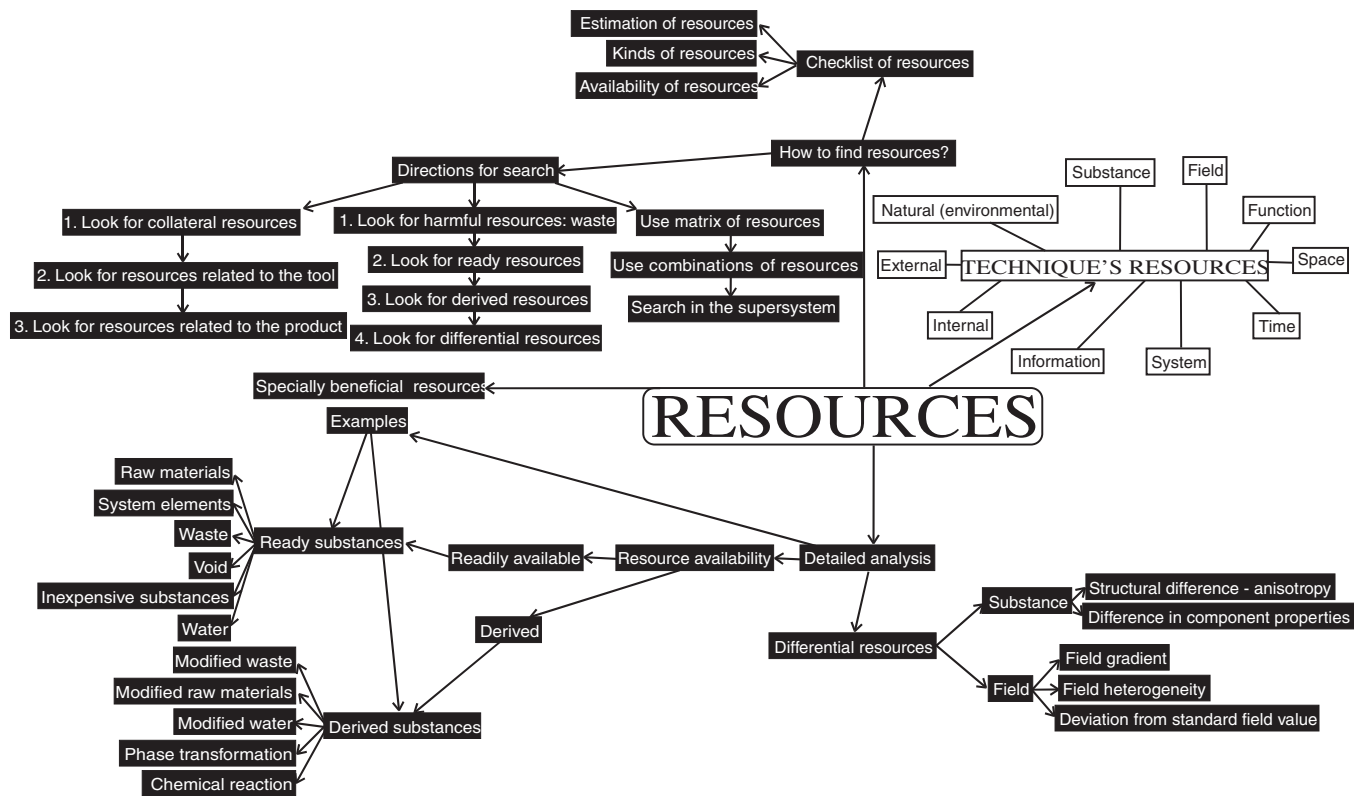 Estimation of resources
Kinds of resources
Checklist of resources
Availability of resources
How to find resources?
Directions for search
1. Look for collateral resources
2. Look for resources related to the tool
3. Look for resources related to the product
1. Look for harmful resources: waste
2. Look for ready resources
3. Look for derived resources
4. Look for differential resources
Use matrix of resources
Use combinations of resources
Search in the supersystem
Substance
Field
Natural (environmental)
Function
External
TECHNIQUE'S RESOURCES
Space
Internal
Time
Information
System
Specially beneficial resources
RESOURCES
Examples
Raw materials
System elements
Waste
Void
Inexpensive substances
Water
Ready substances
Readily available
Resource availability
Detailed analysis
Derived
Modified waste
Modified raw materials
Modified water
Phase transformation
Chemical reaction
Derived substances
Differential resources
Substance
Structural difference - anisotropy
Difference in component properties
Field
Field gradient
Field heterogeneity
Deviation from standard field value